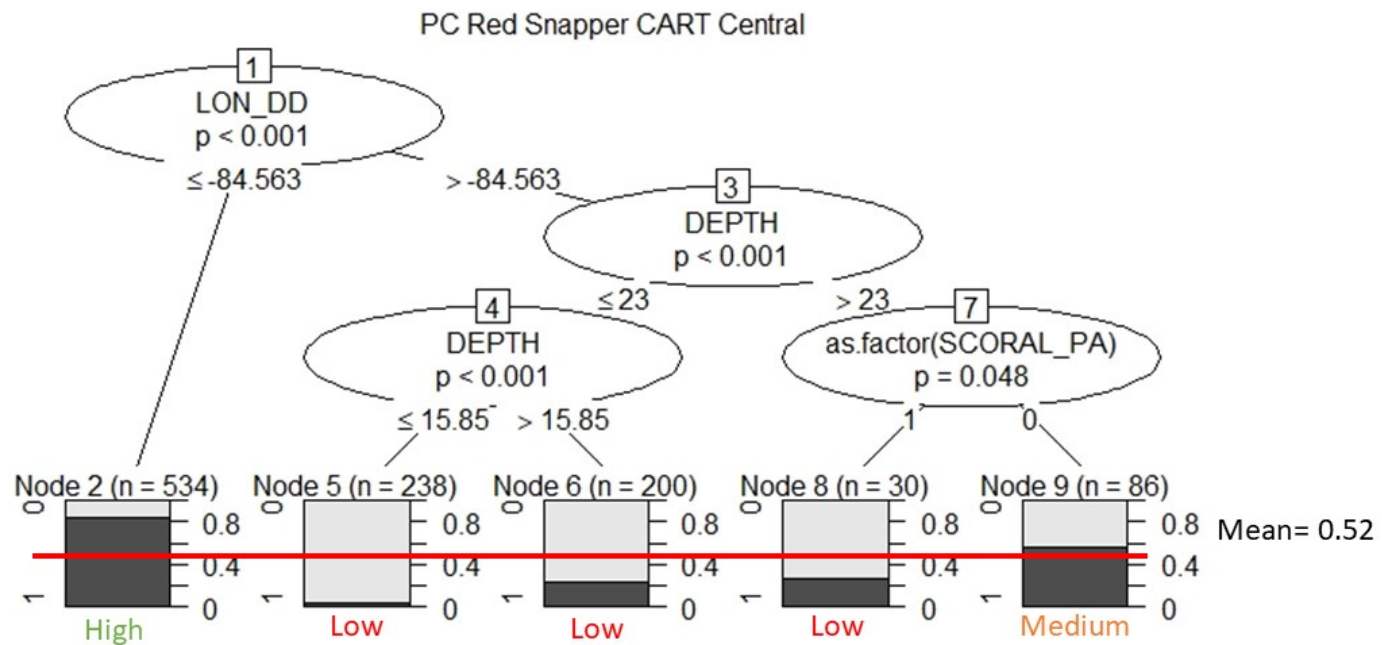 PC Red Snapper CART Central
1
LON_DD
p < 0.001
≤ -84.563
> -84.563
3
DEPTH
p < 0.001
≤ 23
> 23
4
DEPTH
p < 0.001
≤ 15.85
> 15.85
7
as.factor(SCORAL_PA)
p = 0.048
1
0
Node 2 (n = 534)
0
1
0.8
0.4
0
High
Node 5 (n = 238)
0
1
0.8
0.4
0
Low
Node 6 (n = 200)
0
1
0.8
0.4
0
Low
Node 8 (n = 30)
0
1
0.8
0.4
0
Low
Node 9 (n = 86)
0
1
0.8
0.4
0
Medium
Mean= 0.52